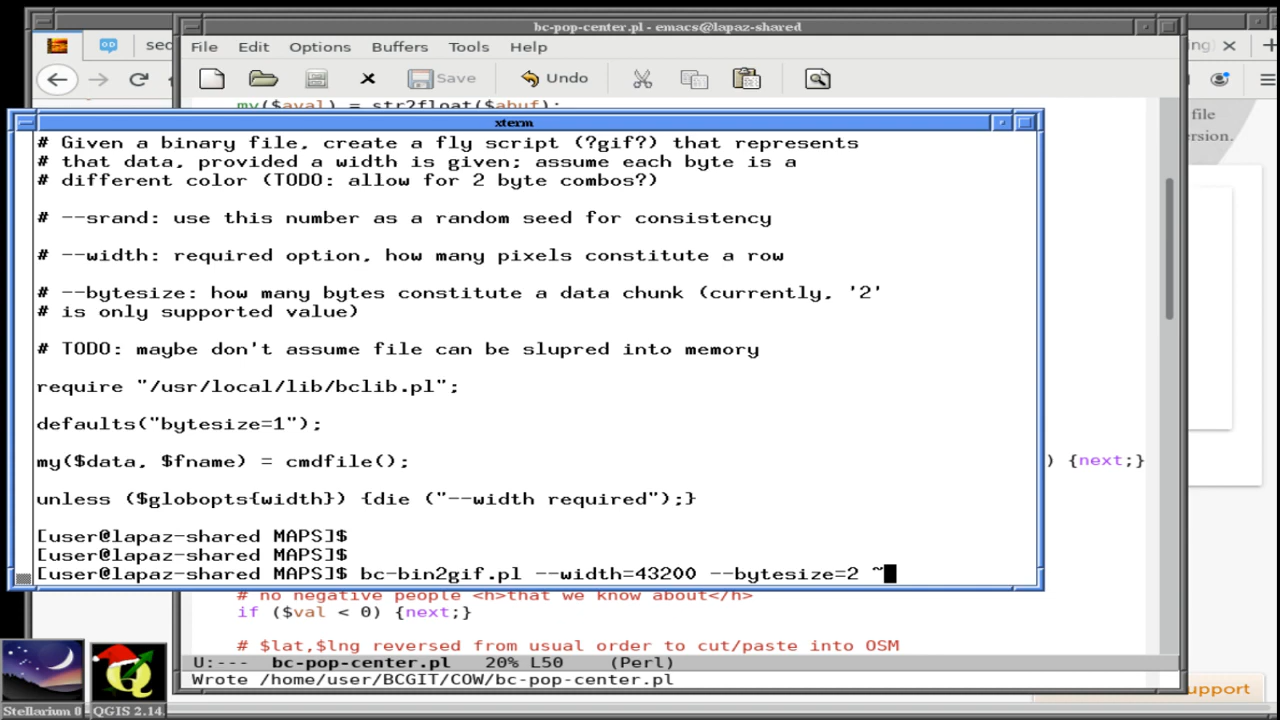 bc-pop-center.pl - emacs@lapaz-shared
sec
ng)
File Edit Options Buffers Tools Help
Save Undo
my($aval) = str2float($abuf);
file
version.
xterm
# Given a binary file, create a fly script (?gif?) that represents
# that data, provided a width is given; assume each byte is a
# different color (TODO: allow for 2 byte combos?)
# --srand: use this number as a random seed for consistency
# --width: required option, how many pixels constitute a row
# --bytesize: how many bytes constitute a data chunk (currently, '2'
# is only supported value)
# TODO: maybe don't assume file can be slupred into memory
require "/usr/local/lib/bclib.pl";
defaults("bytesize=1");
my($data, $fname) = cmdfile();
) {next;}
unless ($globopts{width}) {die ("--width required");}
[user@lapaz-shared MAPS]$
[user@lapaz-shared MAPS]$
[user@lapaz-shared MAPS]$ bc-bin2gif.pl --width=43200 --bytesize=2 ~
# no negative people <h>that we know about</h>
if ($val < 0) {next;}
# $lat,$lng reversed from usual order to cut/paste into OSM
U:--- bc-pop-center.pl 20% L50 (Perl)
Wrote /home/user/BCGIT/COW/bc-pop-center.pl
upport
Stellarium 0
QGIS 2.14.